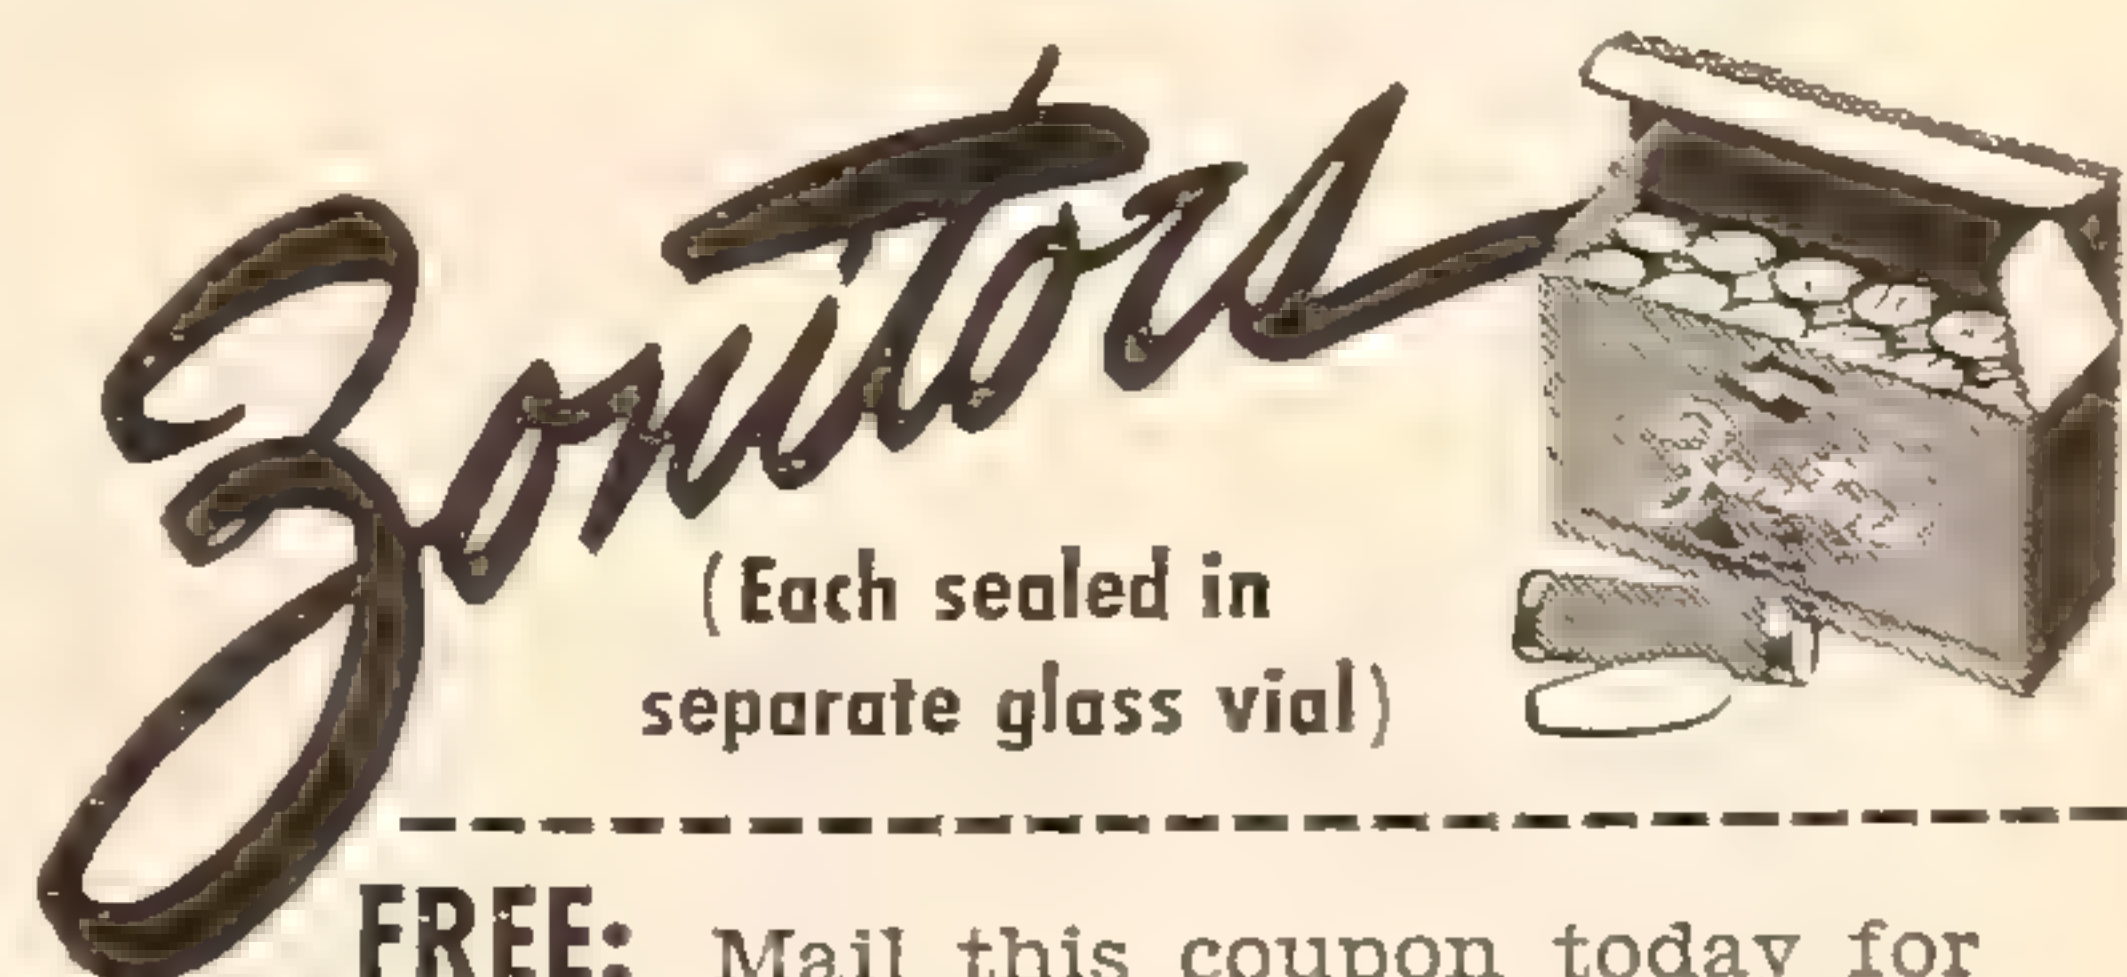 Zonitors
(Each sealed in
separate glass vial)
FREE: Mail this coupon today for